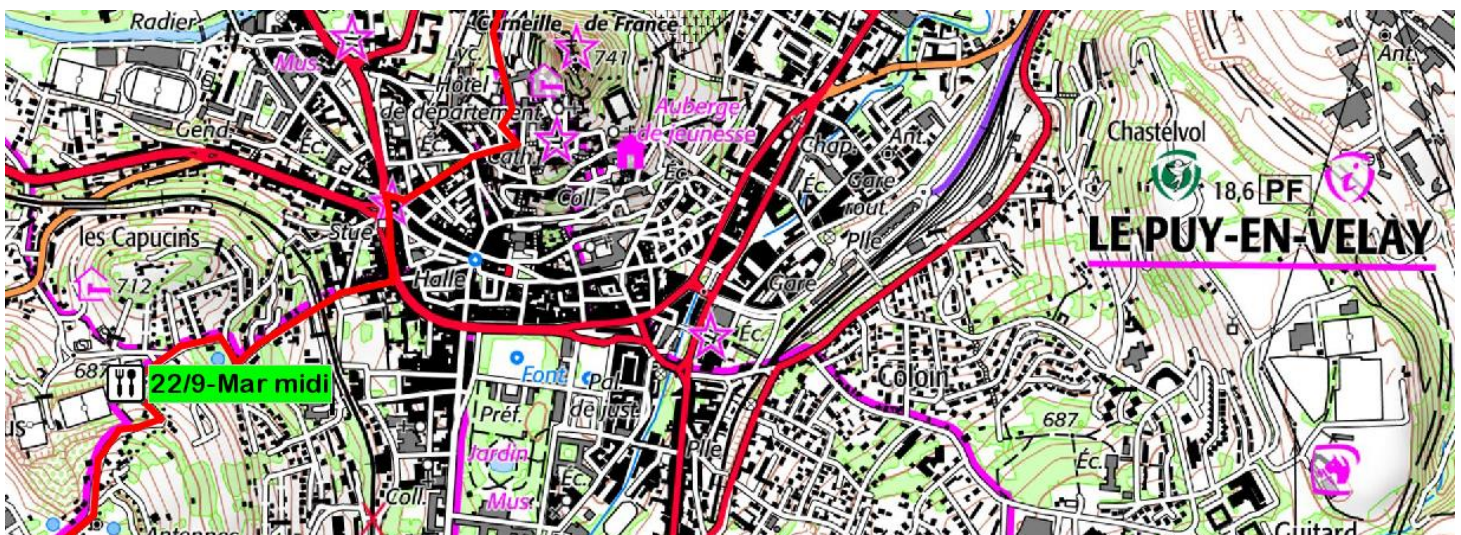 Radier
Corneille de France
Mus.
Lyc.
741
Ant.
Hôtel
de département
Auberge
de jeunesse
Gend.
Éc.
Éc.
Cath.
Chap.
Ant.
Chastelvol
Éc.
Éc.
Gare
rout.
18,6 PF
Coll.
Stue
les Capucins
Plle
LE PUY-EN-VELAY
712
Halle
Gare
Éc.
687
22/9-Mar midi
Font.
Pal.
de just.
Coloin
Préf.
687
Plle
Jardin
Éc.
Éc.
Coll.
Mus.
Antennes
Guitard